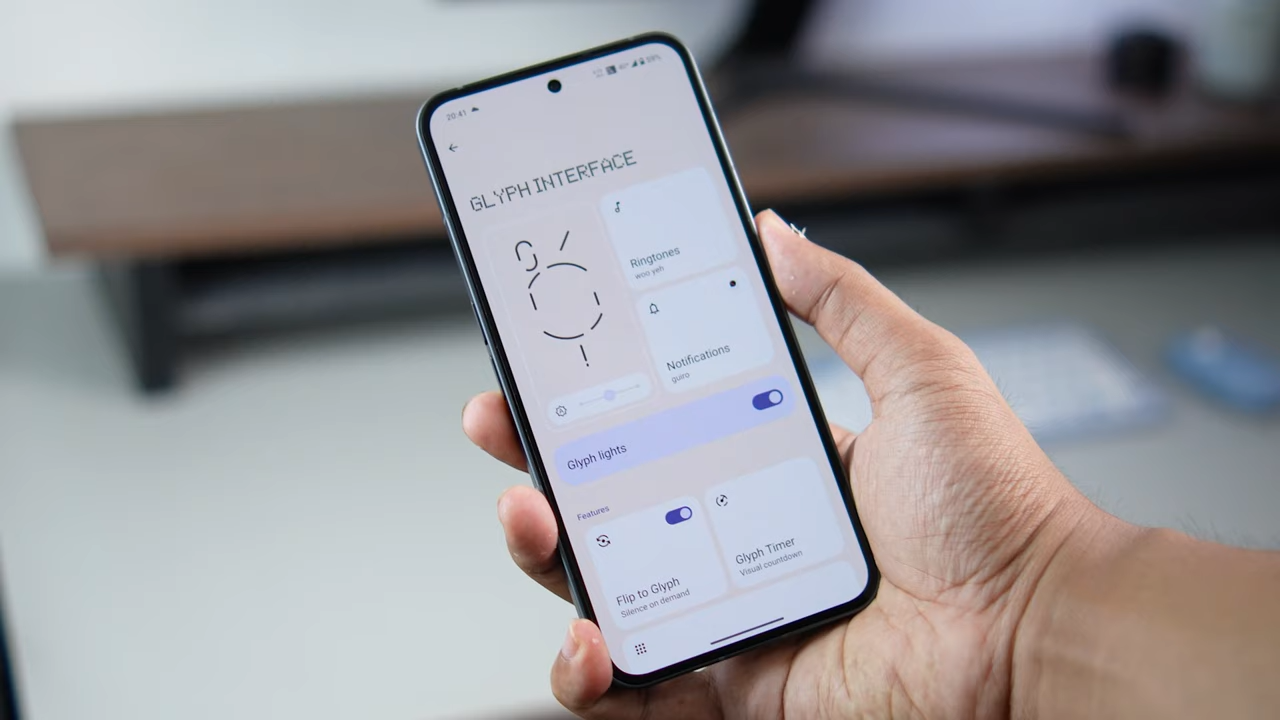 20:41
59%
GLYPH INTERFACE
Ringtones
woo yeh
Notifications
guiro
Glyph lights
Features
Flip to Glyph
Silence on demand
Glyph Timer
Visual countdown